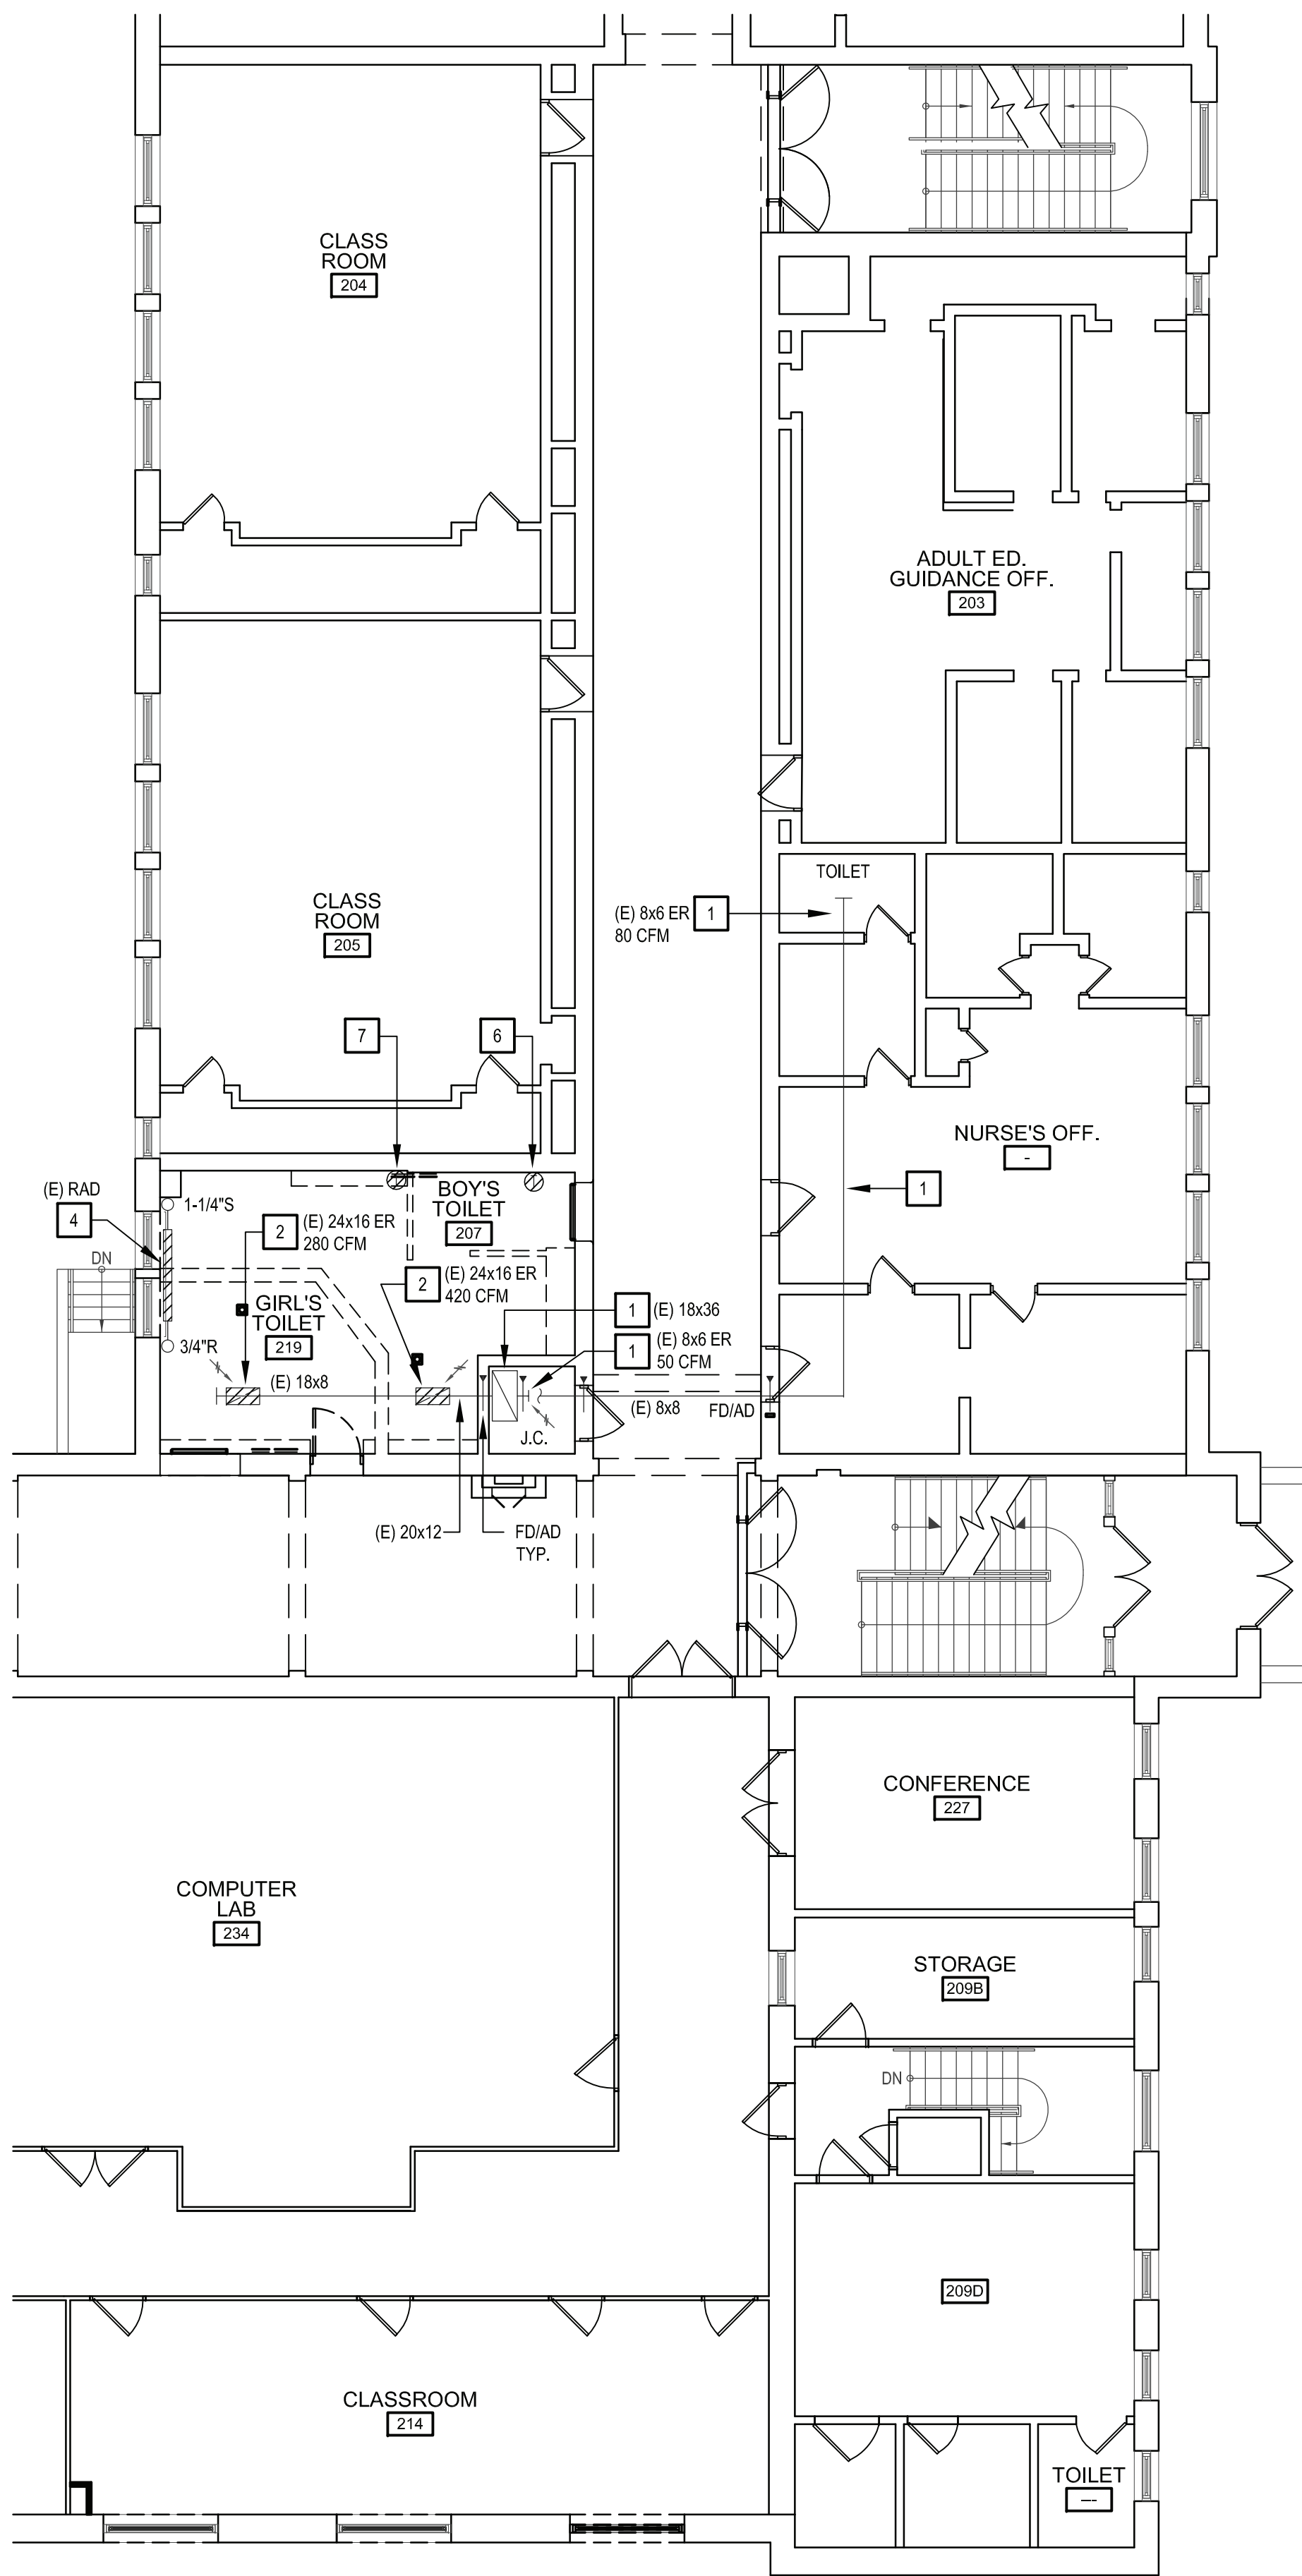 CLASS
ROOM
204
ADULT ED.
GUIDANCE OFF.
203
TOILET
(E) 8x6 ER
80 CFM
1
CLASS
ROOM
205
7
6
NURSE'S OFF.
-
1
(E) RAD
4
1-1/4"S
DN
2
(E) 24x16 ER
280 CFM
BOY'S
TOILET
207
2
(E) 24x16 ER
420 CFM
GIRL'S
TOILET
219
3/4"R
1
(E) 18x36
1
(E) 8x6 ER
50 CFM
(E) 18x8
(E) 8x8
FD/AD
J.C.
(E) 20x12
FD/AD
TYP.
CONFERENCE
227
COMPUTER
LAB
234
STORAGE
209B
DN
209D
CLASSROOM
214
TOILET
--